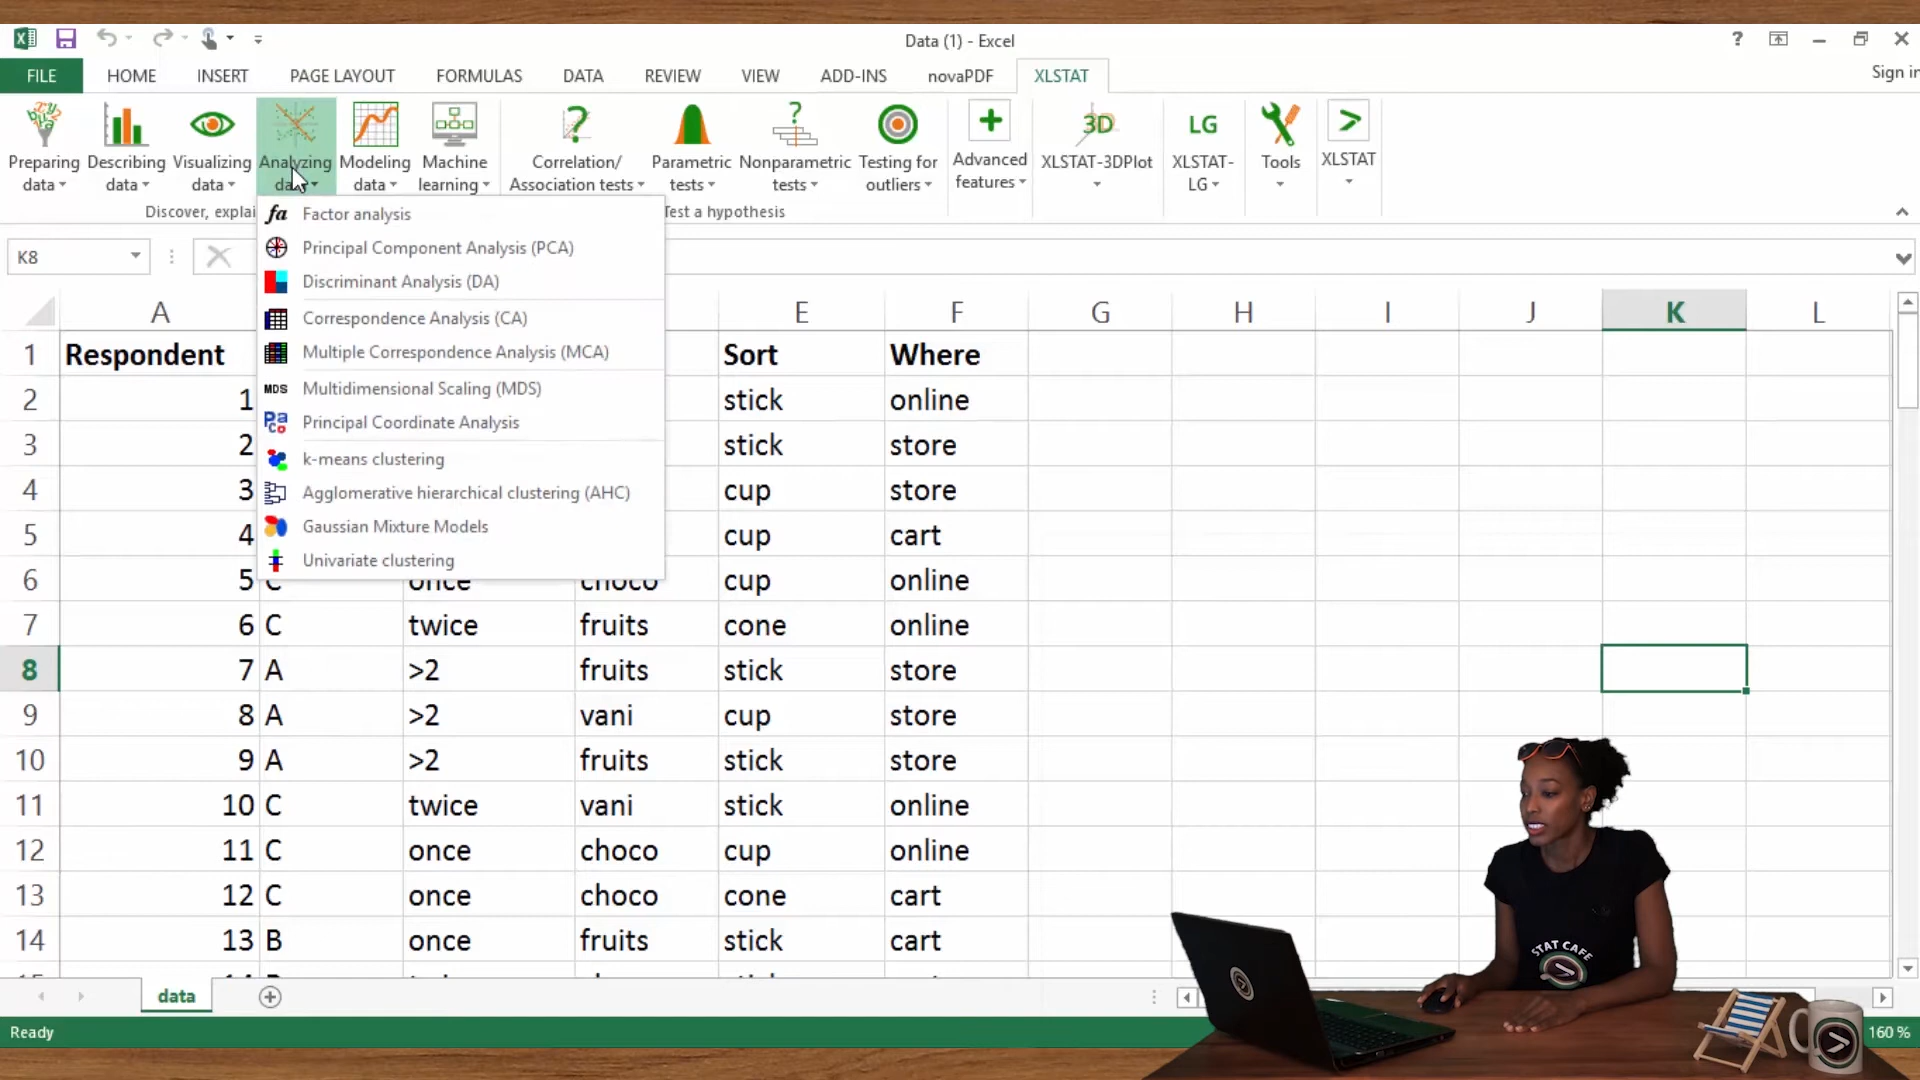 Data (1) - Excel
?
FILE HOME INSERT PAGE LAYOUT FORMULAS DATA REVIEW VIEW ADD-INS novaPDF XLSTAT
Sign in
Preparing data
Describing data
Visualizing data
Analyzing
Modeling data
Machine learning
Correlation/ Association tests
Parametric tests
Nonparametric tests
Testing for outliers
Advanced features
3D
XLSTAT-3DPlot
LG
XLSTAT-LG
Tools
XLSTAT
Discover,
Test a hypothesis
fa Factor analysis
Principal Component Analysis (PCA)
Discriminant Analysis (DA)
Correspondence Analysis (CA)
Multiple Correspondence Analysis (MCA)
MDS Multidimensional Scaling (MDS)
Principal Coordinate Analysis
k-means clustering
Agglomerative hierarchical clustering (AHC)
Gaussian Mixture Models
Univariate clustering
K8
A E F G H I J K L
1 Respondent Sort Where
2 1 stick online
3 2 stick store
4 3 cup store
5 4 cup cart
6 5 C once choco cup online
7 6 C twice fruits cone online
8 7 A >2 fruits stick store
9 8 A >2 vani cup store
10 9 A >2 fruits stick store
11 10 C twice vani stick online
12 11 C once choco cup online
13 12 C once choco cone cart
14 13 B once fruits stick cart
STAT CAFE
data
Ready
160 %